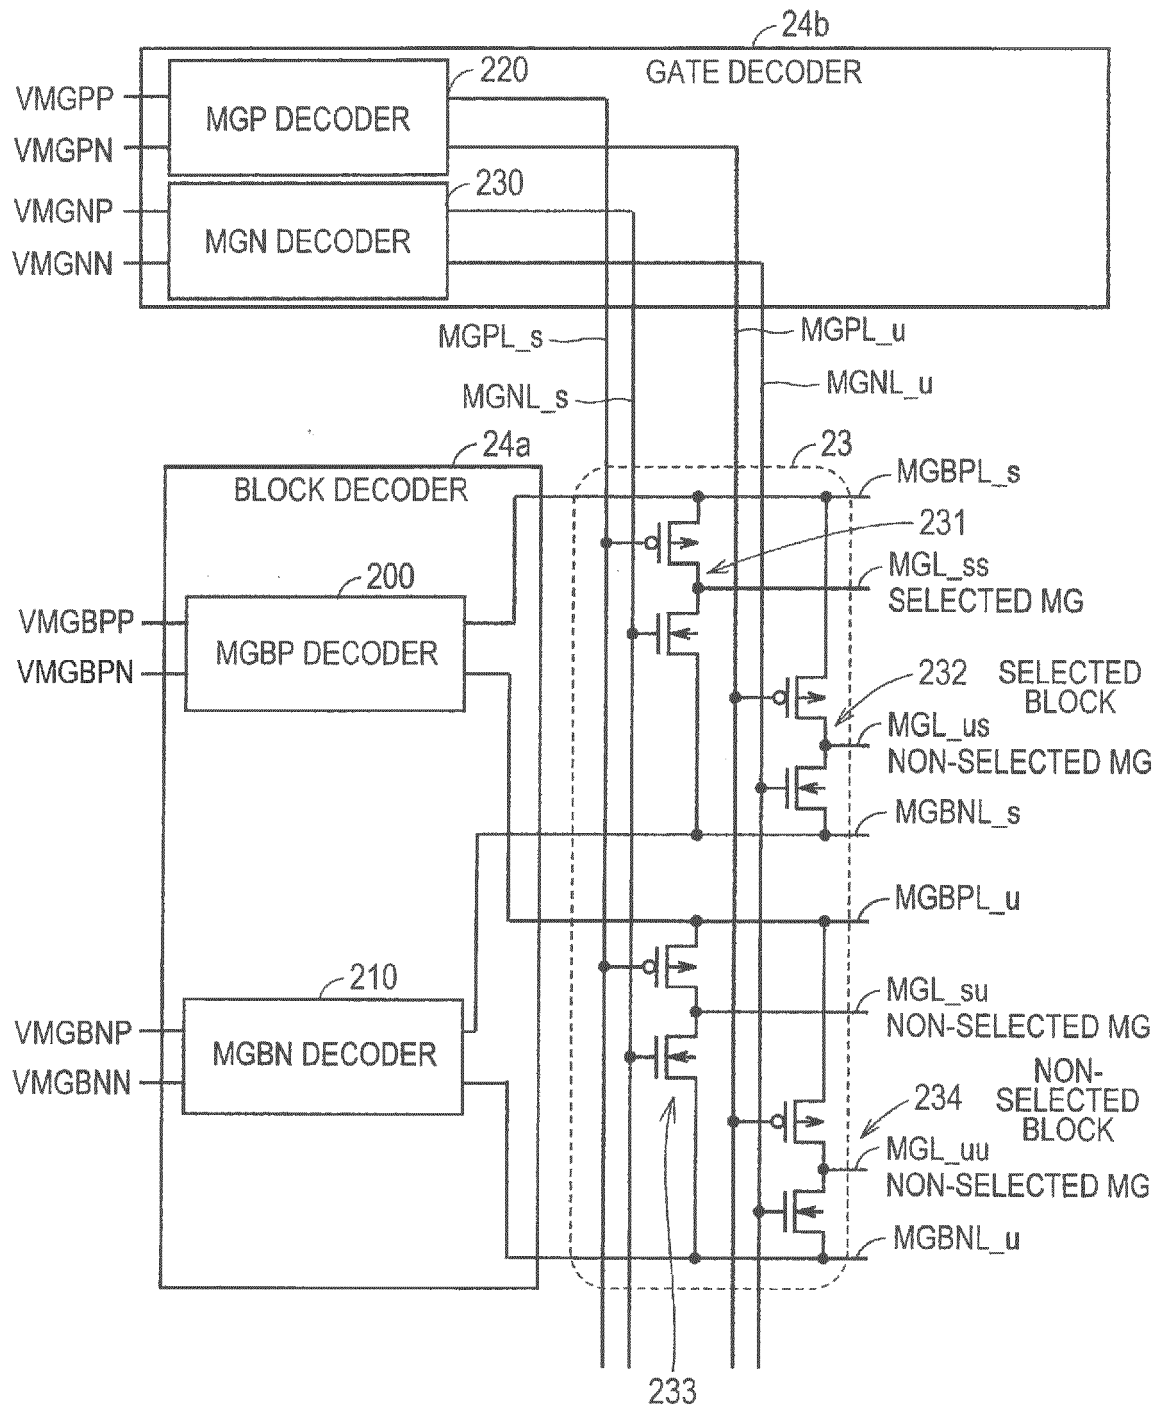 24b
GATE DECODER
220
VMGPP
MGP DECODER
VMGPN
230
VMGNP
MGN DECODER
VMGNN
MGPL_s
MGPL_u
MGNL_s
MGNL_u
24a
23
BLOCK DECODER
MGBPL_s
231
MGL_ss
SELECTED MG
200
VMGBPP
MGBP DECODER
VMGBPN
232
SELECTED
BLOCK
MGL_us
NON-SELECTED MG
MGBNL_s
MGBPL_u
210
MGL_su
NON-SELECTED MG
VMGBNP
MGBN DECODER
VMGBNN
NON-
SELECTED
BLOCK
234
MGL_uu
NON-SELECTED MG
MGBNL_u
233